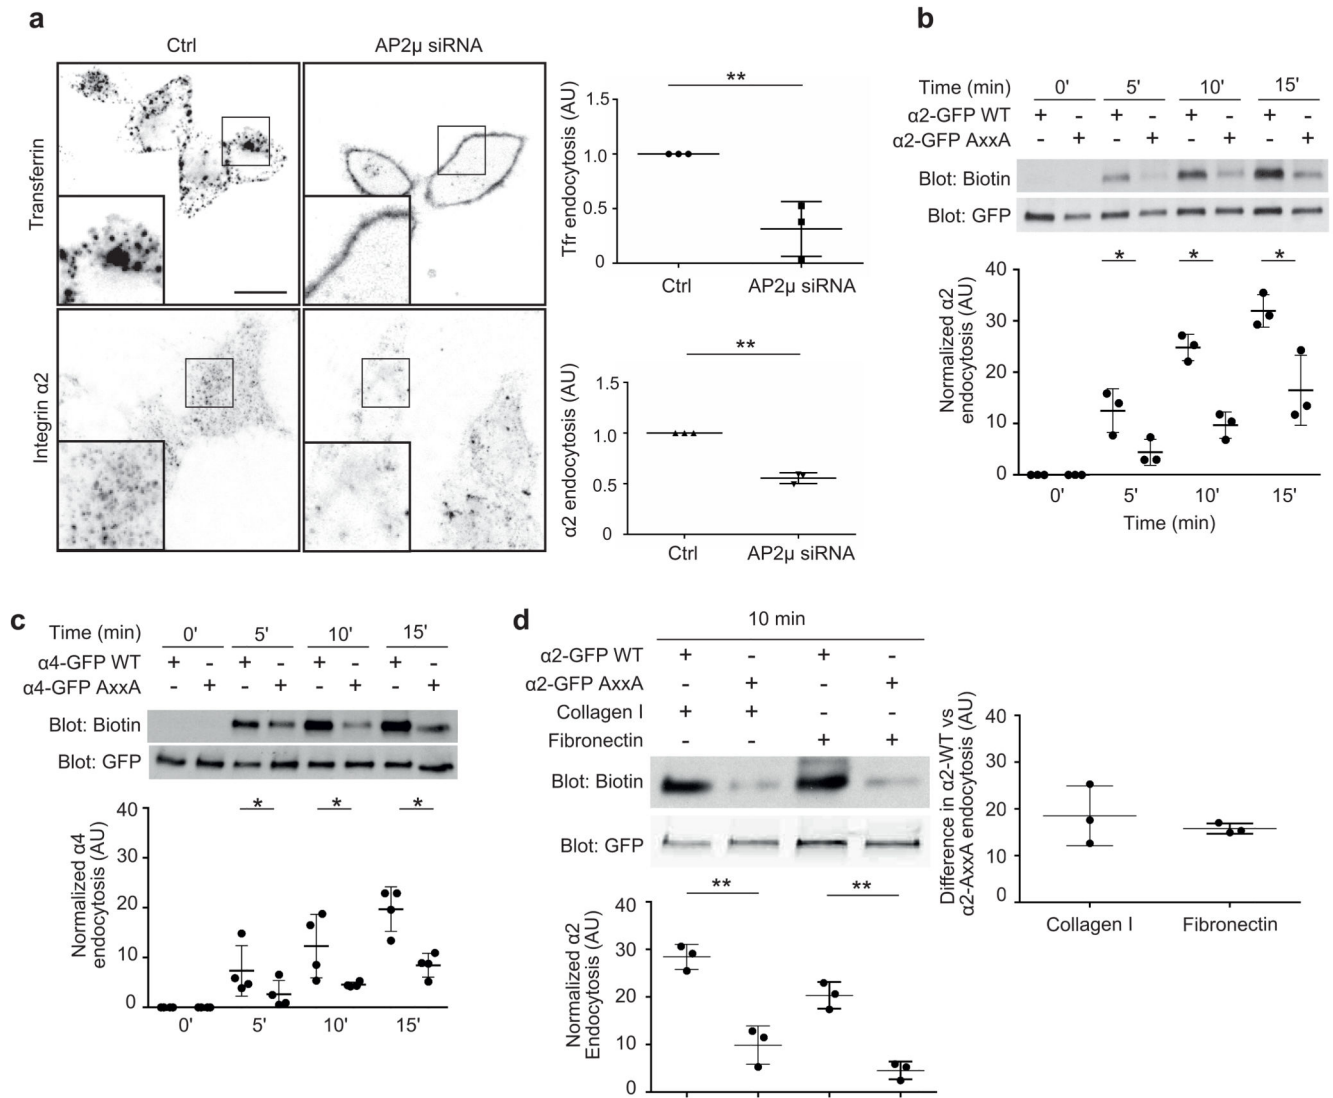 a
Ctrl
AP2μ siRNA
Transferrin
Integrin α2
**
Tfr endocytosis (AU)
1.5
1.0
0.5
0
Ctrl
AP2μ siRNA
**
α2 endocytosis (AU)
1.5
1.0
0.5
0
Ctrl
AP2μ siRNA
b
Time (min) 0' 5' 10' 15'
α2-GFP WT + - + - + - + -
α2-GFP AxxA - + - + - + - +
Blot: Biotin
Blot: GFP
* * *
Normalized α2
endocytosis (AU)
40
30
20
10
0
0' 5' 10' 15'
Time (min)
c
Time (min) 0' 5' 10' 15'
α4-GFP WT + - + - + - + -
α4-GFP AxxA - + - + - + - +
Blot: Biotin
Blot: GFP
* * *
Normalized α4
endocytosis (AU)
40
30
20
10
0
0' 5' 10' 15'
d
10 min
α2-GFP WT + - + -
α2-GFP AxxA - + - +
Collagen I + + - -
Fibronectin - - + +
Blot: Biotin
Blot: GFP
** **
Normalized α2
Endocytosis (AU)
40
30
20
10
0
Difference in α2-WT vs
α2-AxxA endocytosis (AU)
40
30
20
10
0
Collagen I
Fibronectin